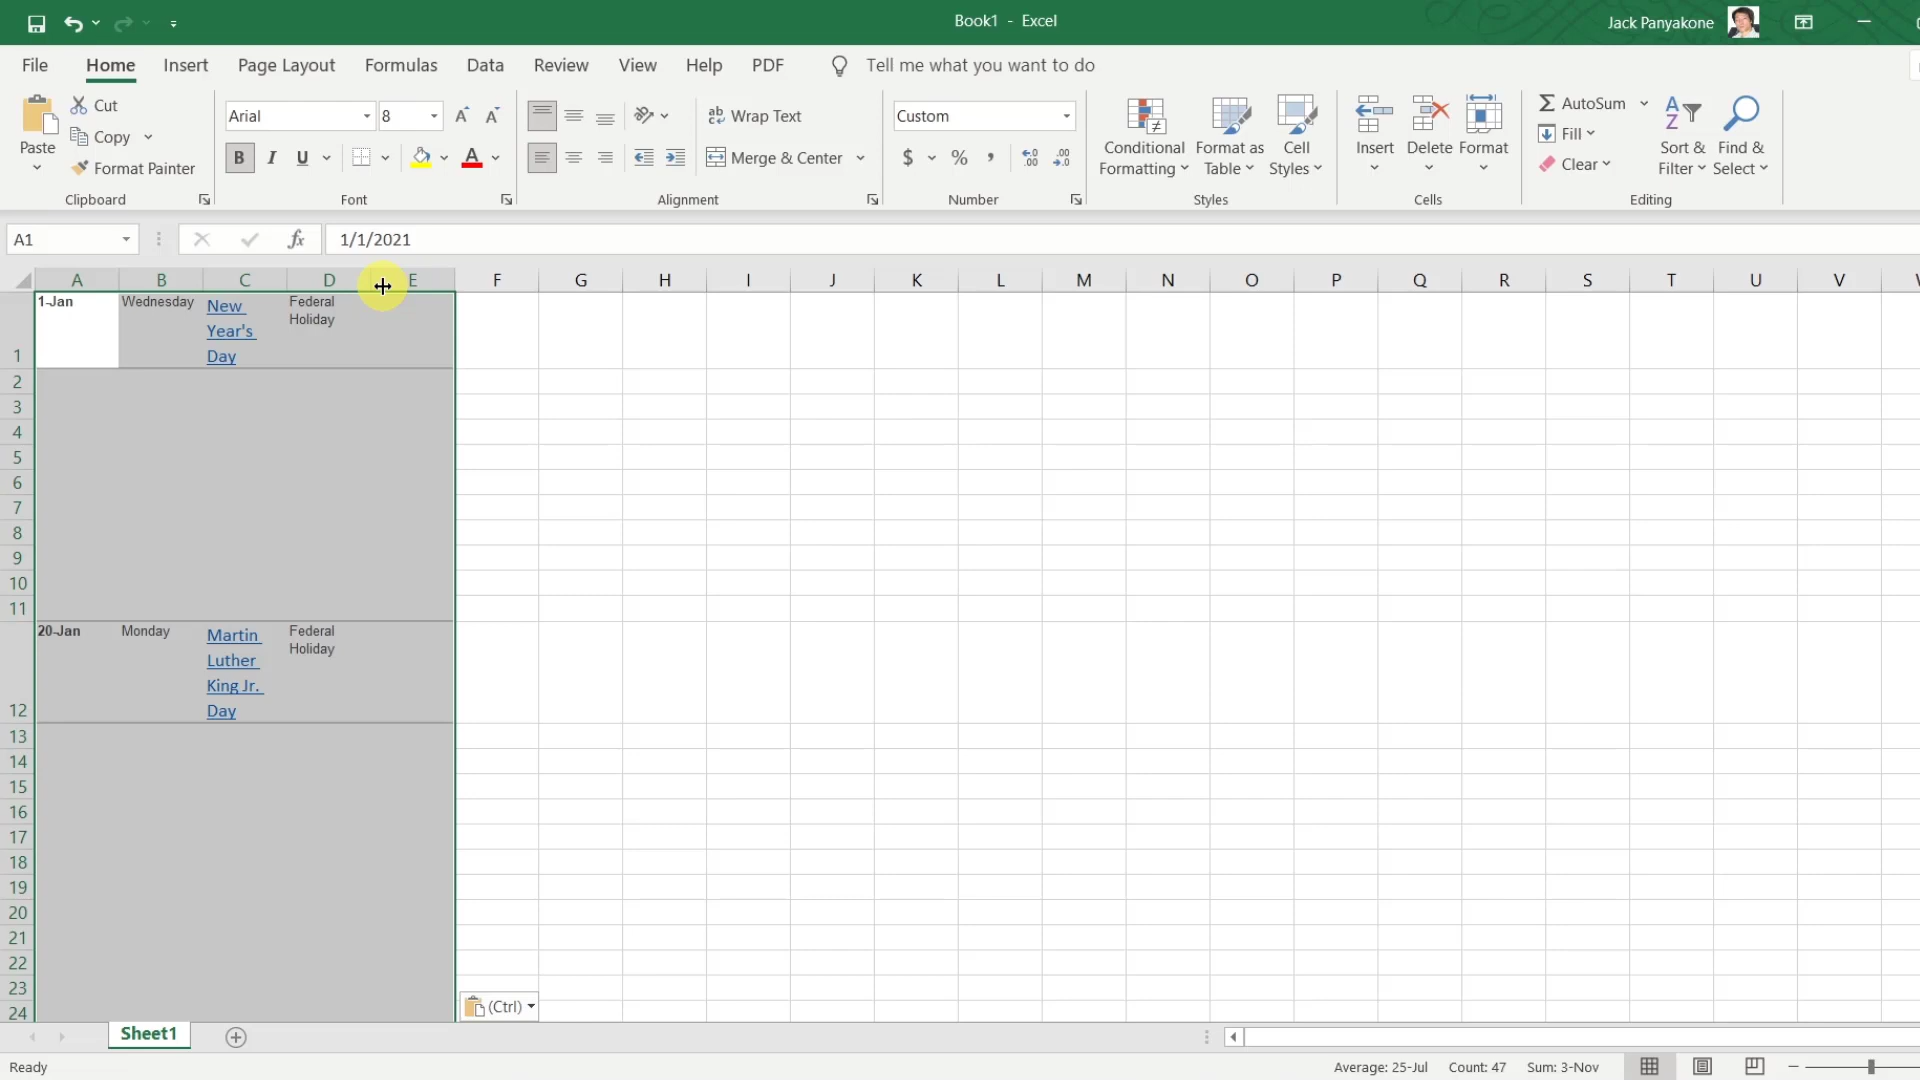 Book1 - Excel
Jack Panyakone
File Home Insert Page Layout Formulas Data Review View Help PDF Tell me what you want to do
Paste
Cut
Copy
Format Painter
Clipboard
Arial 8
B I U A
Font
Wrap Text
Merge & Center
Alignment
Custom
$ % ,
Number
Conditional
Formatting
Format as
Table
Cell
Styles
Styles
Insert Delete Format
Cells
AutoSum
Fill
Clear
Sort &
Filter
Find &
Select
Editing
A1 fx 1/1/2021
A B C D E F G H I J K L M N O P Q R S T U V
1
1-Jan
Wednesday
New
Year's
Day
Federal
Holiday
2
3
4
5
6
7
8
9
10
11
12
20-Jan
Monday
Martin
Luther
King Jr.
Day
Federal
Holiday
13
14
15
16
17
18
19
20
21
22
23
24
(Ctrl)
Sheet1
Ready
Average: 25-Jul Count: 47 Sum: 3-Nov